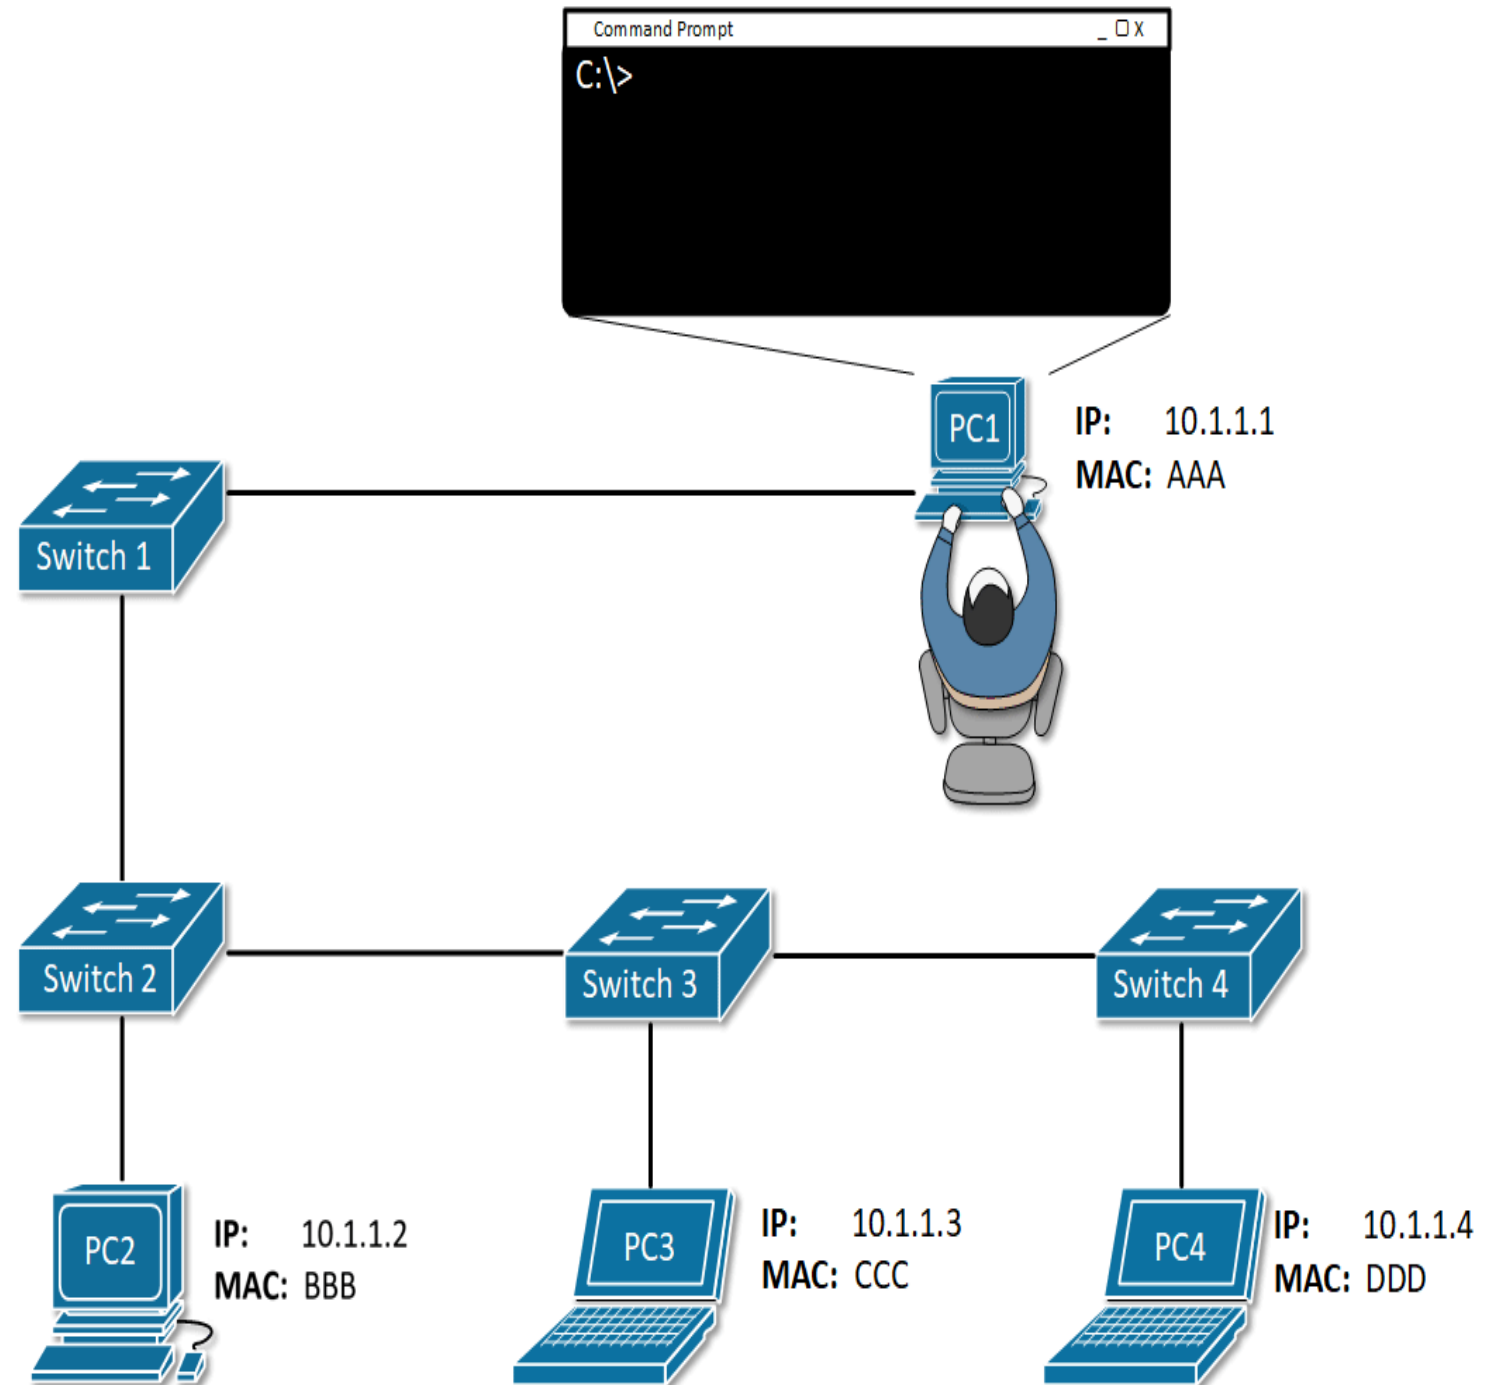 Command Prompt
_ ▢ X
C:\>
PC1
IP: 10.1.1.1
MAC: AAA
Switch 1
Switch 2
Switch 3
Switch 4
PC2
IP: 10.1.1.2
MAC: BBB
PC3
IP: 10.1.1.3
MAC: CCC
PC4
IP: 10.1.1.4
MAC: DDD